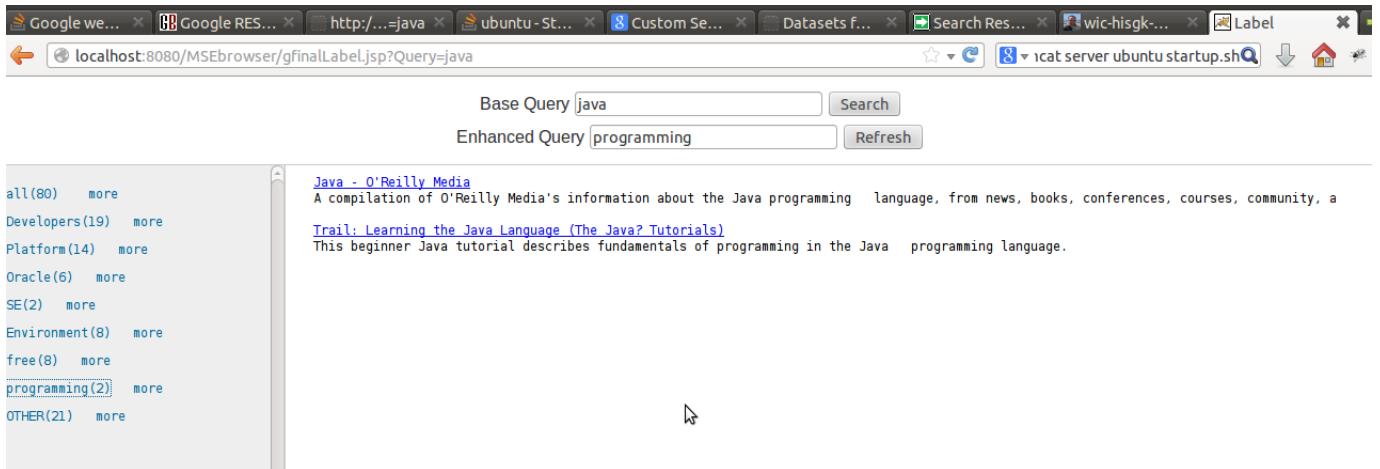 Google we... Google RES... http:/...=java ubuntu - St... Custom Se... Datasets f... Search Res... wic-hisgk-... Label
localhost:8080/MSEbrowser/gfinalLabel.jsp?Query=java cat server ubuntu startup.sh
Base Query java Search
Enhanced Query programming Refresh
all(80) more
Developers(19) more
Platform(14) more
Oracle(6) more
SE(2) more
Environment(8) more
free(8) more
programming(2) more
OTHER(21) more
Java - O'Reilly Media
A compilation of O'Reilly Media's information about the Java programming language, from news, books, conferences, courses, community, a
Trail: Learning the Java Language (The Java? Tutorials)
This beginner Java tutorial describes fundamentals of programming in the Java programming language.